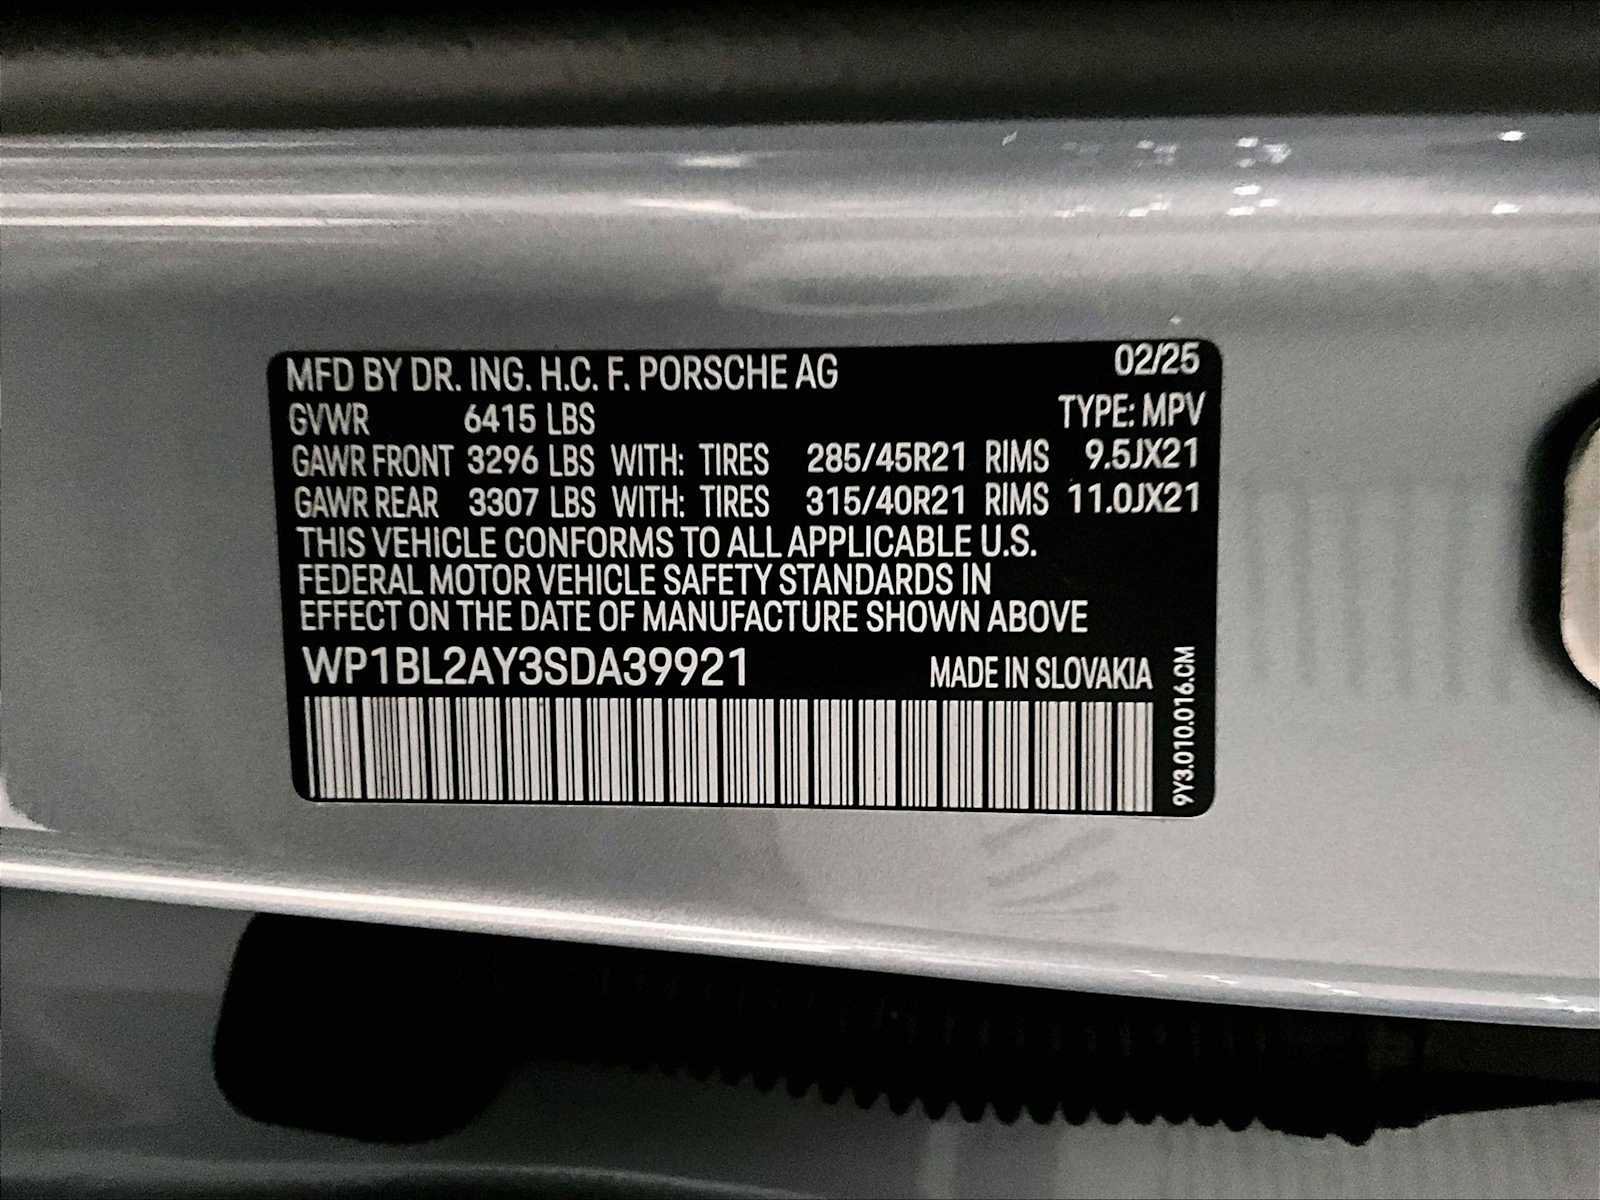 MFD BY DR. ING. H.C. F. PORSCHE AG 02/25
GVWR 6415 LBS TYPE: MPV
GAWR FRONT 3296 LBS WITH: TIRES 285/45R21 RIMS 9.5JX21
GAWR REAR 3307 LBS WITH: TIRES 315/40R21 RIMS 11.0JX21
THIS VEHICLE CONFORMS TO ALL APPLICABLE U.S.
FEDERAL MOTOR VEHICLE SAFETY STANDARDS IN
EFFECT ON THE DATE OF MANUFACTURE SHOWN ABOVE
WP1BL2AY3SDA39921 MADE IN SLOVAKIA
9Y3.010.016.CM